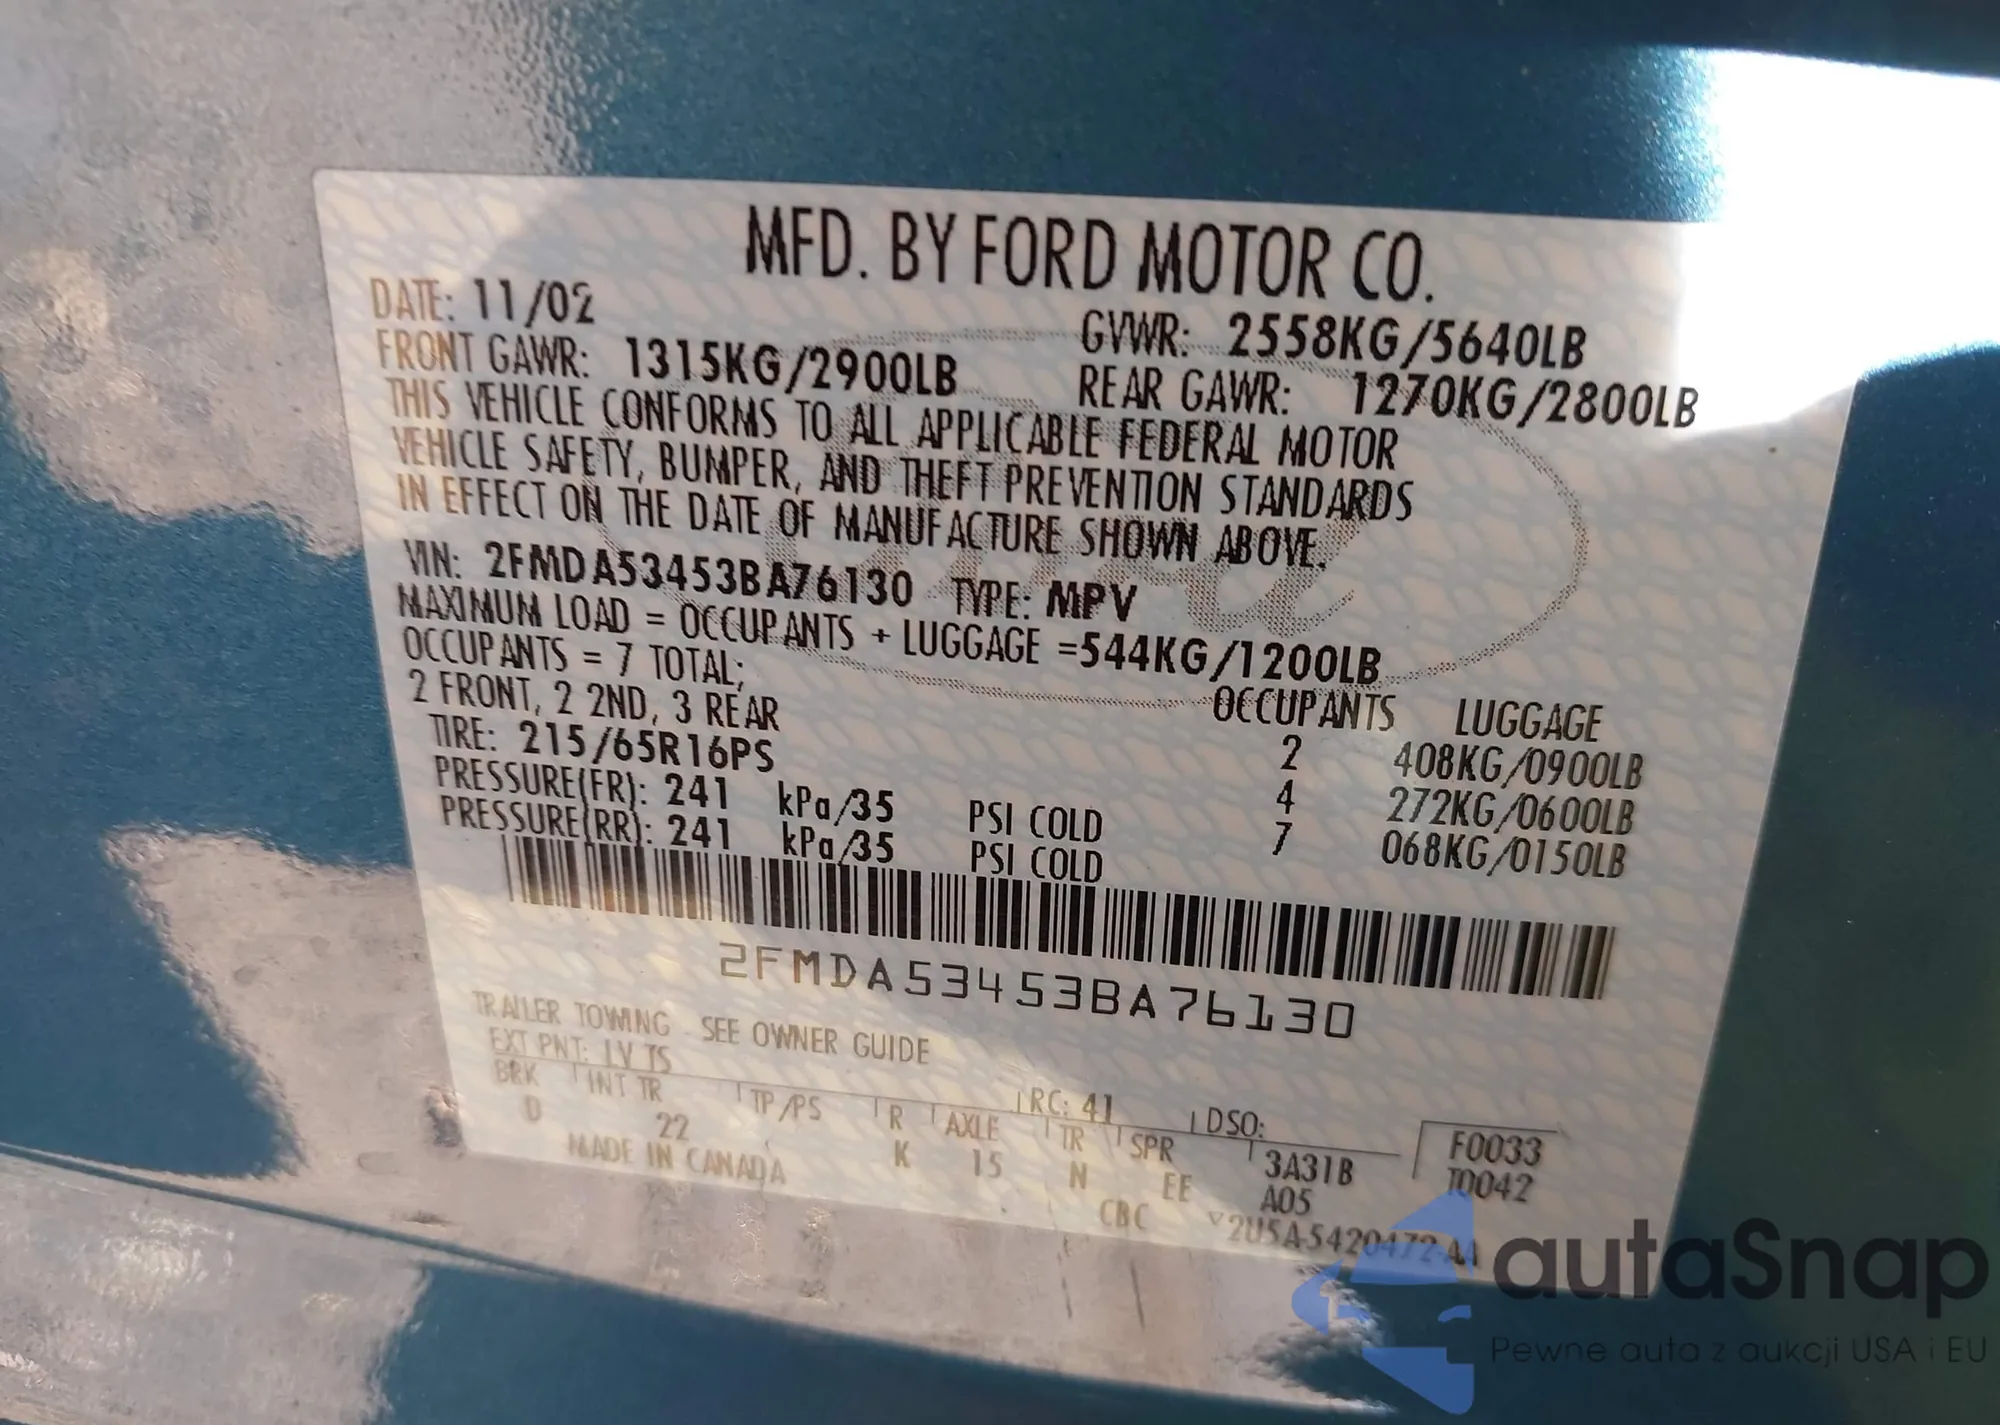 MFD. BY FORD MOTOR CO.
DATE: 11/02 GVWR: 2558KG/5640LB
FRONT GAWR: 1315KG/2900LB REAR GAWR: 1270KG/2800LB
THIS VEHICLE CONFORMS TO ALL APPLICABLE FEDERAL MOTOR
VEHICLE SAFETY, BUMPER, AND THEFT PREVENTION STANDARDS
IN EFFECT ON THE DATE OF MANUFACTURE SHOWN ABOVE.
VIN: 2FMDA53453BA76130 TYPE: MPV
MAXIMUM LOAD = OCCUPANTS + LUGGAGE =544KG/1200LB
OCCUPANTS = 7 TOTAL; OCCUPANTS LUGGAGE
2 FRONT, 2 2ND, 3 REAR 2 408KG/0900LB
TIRE: 215/65R16PS 4 272KG/0600LB
PRESSURE(FR): 241 kPa/35 PSI COLD 7 068KG/0150LB
PRESSURE(RR): 241 kPa/35 PSI COLD
2FMDA53453BA76130
TRAILER TOWING - SEE OWNER GUIDE
EXT PNT: LV TS RC: 41 DSO: F0033
BRK INT TR TP/PS R AXLE TR SPR 3A31B T0042
D 22 K 15 N EE A05
MADE IN CANADA CBC ▽2U5A-5420472-AA
autaSnap
Pewne auta z aukcji USA i EU